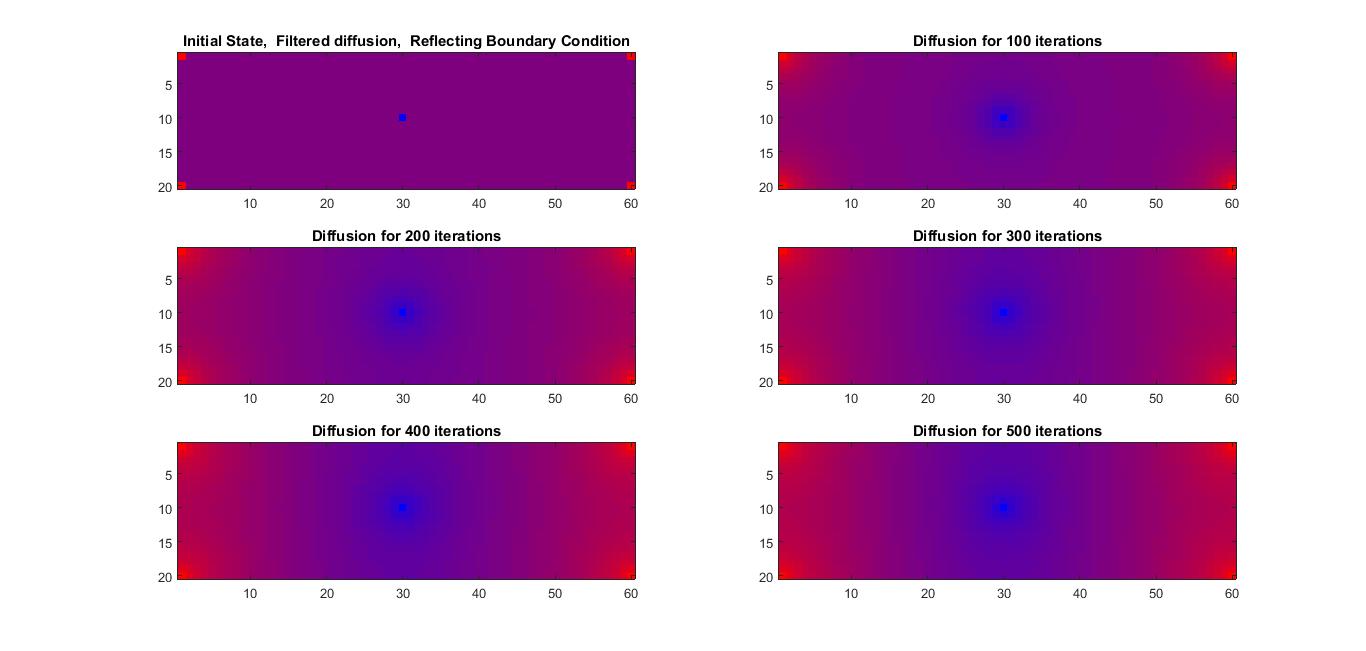 Initial State,  Filtered diffusion,  Reflecting Boundary Condition
5
10
15
20
10 20 30 40 50 60
Diffusion for 100 iterations
5
10
15
20
10 20 30 40 50 60
Diffusion for 200 iterations
5
10
15
20
10 20 30 40 50 60
Diffusion for 300 iterations
5
10
15
20
10 20 30 40 50 60
Diffusion for 400 iterations
5
10
15
20
10 20 30 40 50 60
Diffusion for 500 iterations
5
10
15
20
10 20 30 40 50 60